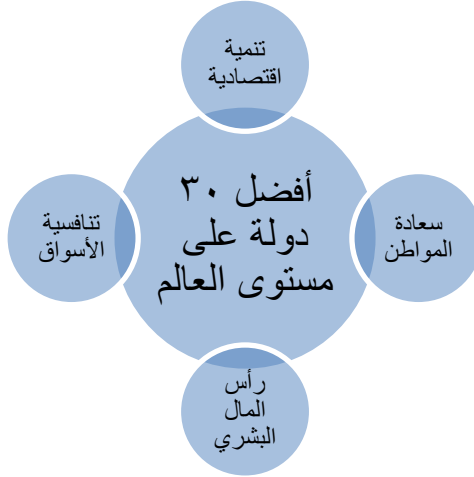 تنمية
اقتصادية
أفضل ٣٠
دولة على
مستوى العالم
سعادة
المواطن
تنافسية
الأسواق
رأس
المال
البشري